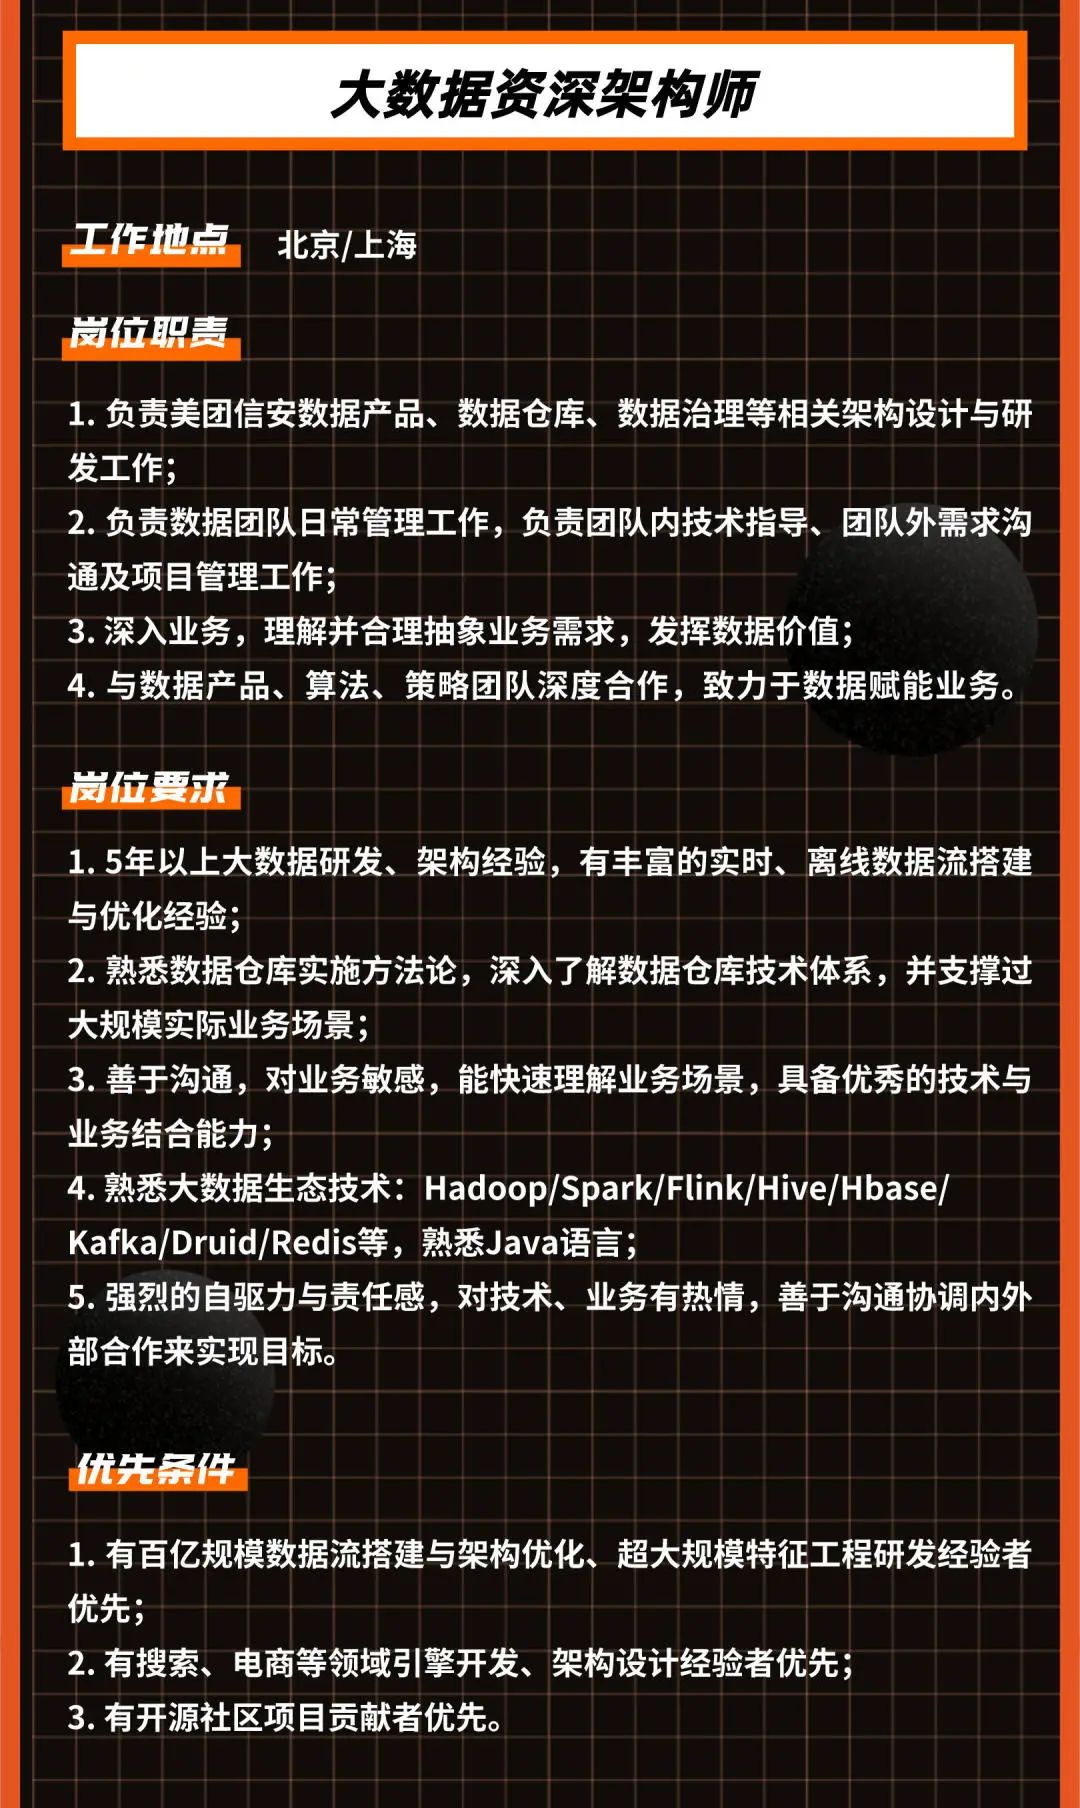 大数据资深架构师
工作地点 北京/上海
岗位职责
1. 负责美团信安数据产品、数据仓库、数据治理等相关架构设计与研
发工作；
2. 负责数据团队日常管理工作，负责团队内技术指导、团队外需求沟
通及项目管理工作；
3. 深入业务，理解并合理抽象业务需求，发挥数据价值；
4. 与数据产品、算法、策略团队深度合作，致力于数据赋能业务。
岗位要求
1. 5年以上大数据研发、架构经验，有丰富的实时、离线数据流搭建
与优化经验；
2. 熟悉数据仓库实施方法论，深入了解数据仓库技术体系，并支撑过
大规模实际业务场景；
3. 善于沟通，对业务敏感，能快速理解业务场景，具备优秀的技术与
业务结合能力；
4. 熟悉大数据生态技术：Hadoop/Spark/Flink/Hive/Hbase/
Kafka/Druid/Redis等，熟悉Java语言；
5. 强烈的自驱力与责任感，对技术、业务有热情，善于沟通协调内外
部合作来实现目标。
优先条件
1. 有百亿规模数据流搭建与架构优化、超大规模特征工程研发经验者
优先；
2. 有搜索、电商等领域引擎开发、架构设计经验者优先；
3. 有开源社区项目贡献者优先。